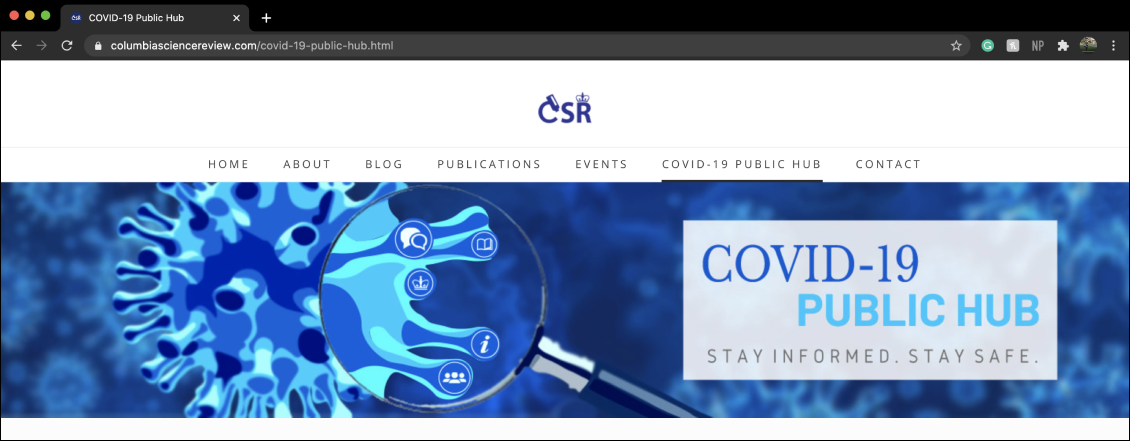 COVID-19 Public Hub
columbiasciencereview.com/covid-19-public-hub.html
NP
CSR
HOME ABOUT BLOG PUBLICATIONS EVENTS COVID-19 PUBLIC HUB CONTACT
COVID-19
PUBLIC HUB
STAY INFORMED. STAY SAFE.
i